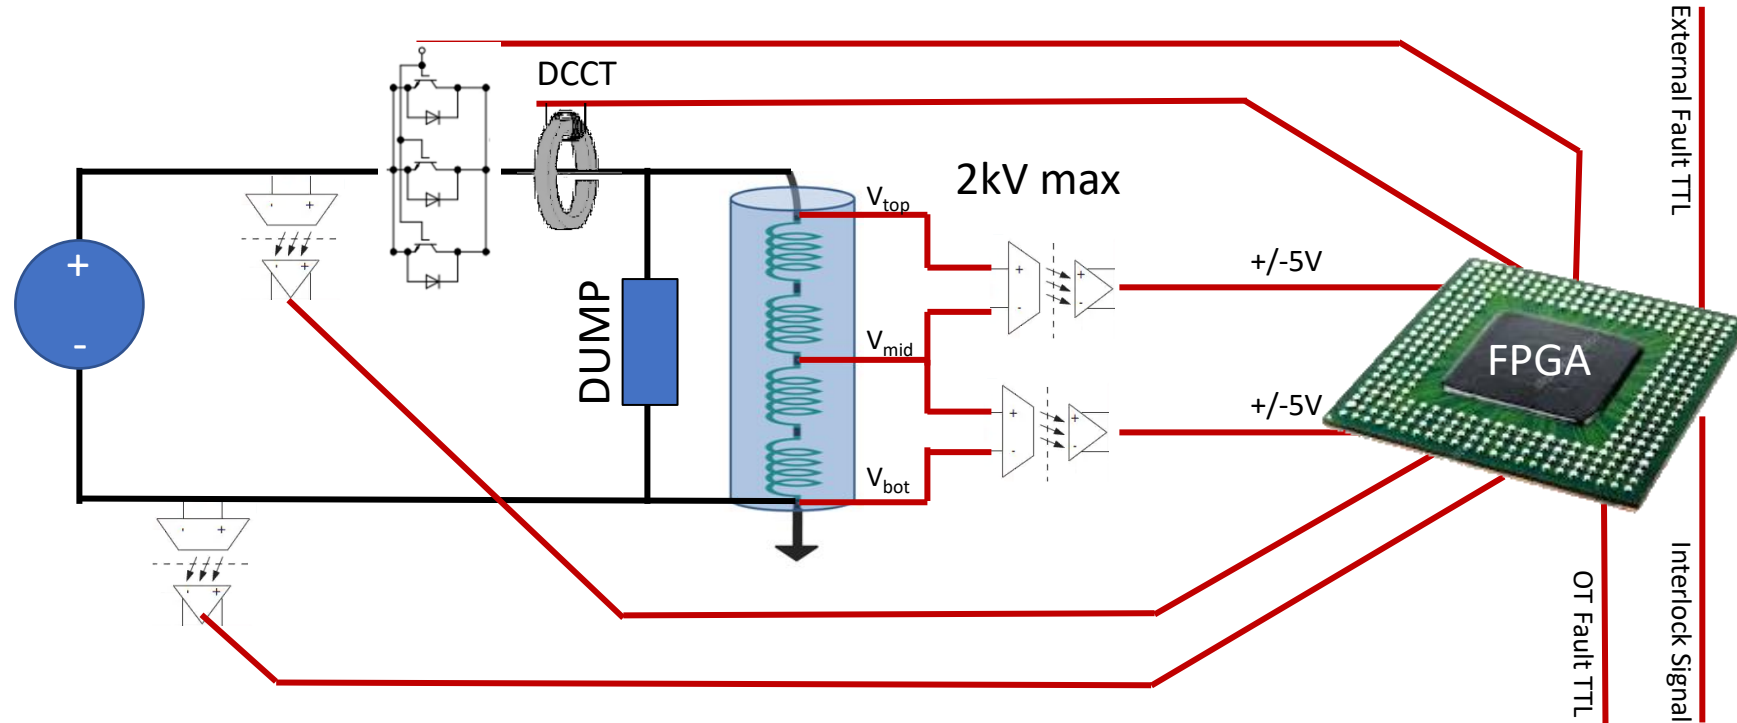 DCCT
2kV max
External Fault TTL
+
-
DUMP
Vtop
Vmid
Vbot
+/-5V
+/-5V
FPGA
OT Fault TTL
Interlock Signal
- +
- +
- +
- +
+
-
+
-
+
-
+
-